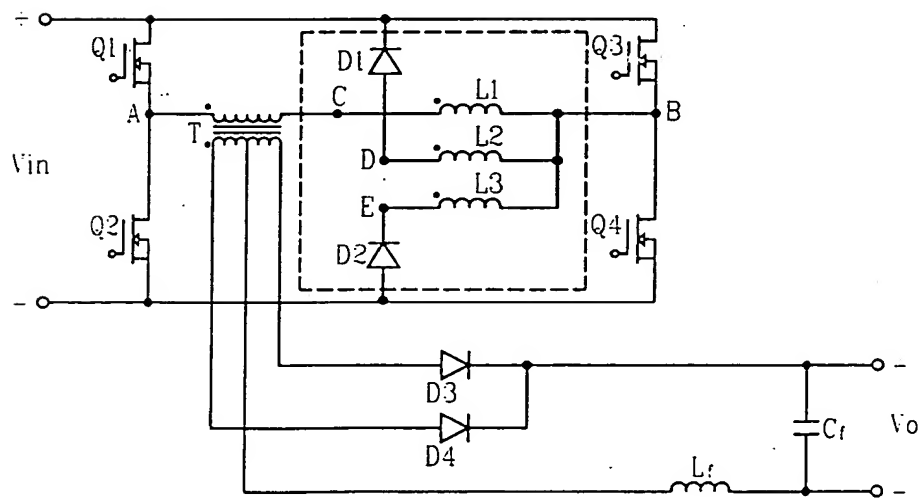 +
Q1
Q3
D1
C
L1
A
B
T
L2
Vin
D
L3
E
Q2
Q4
D2
-
D3
-
D4
Cf
Vo
Lf
-